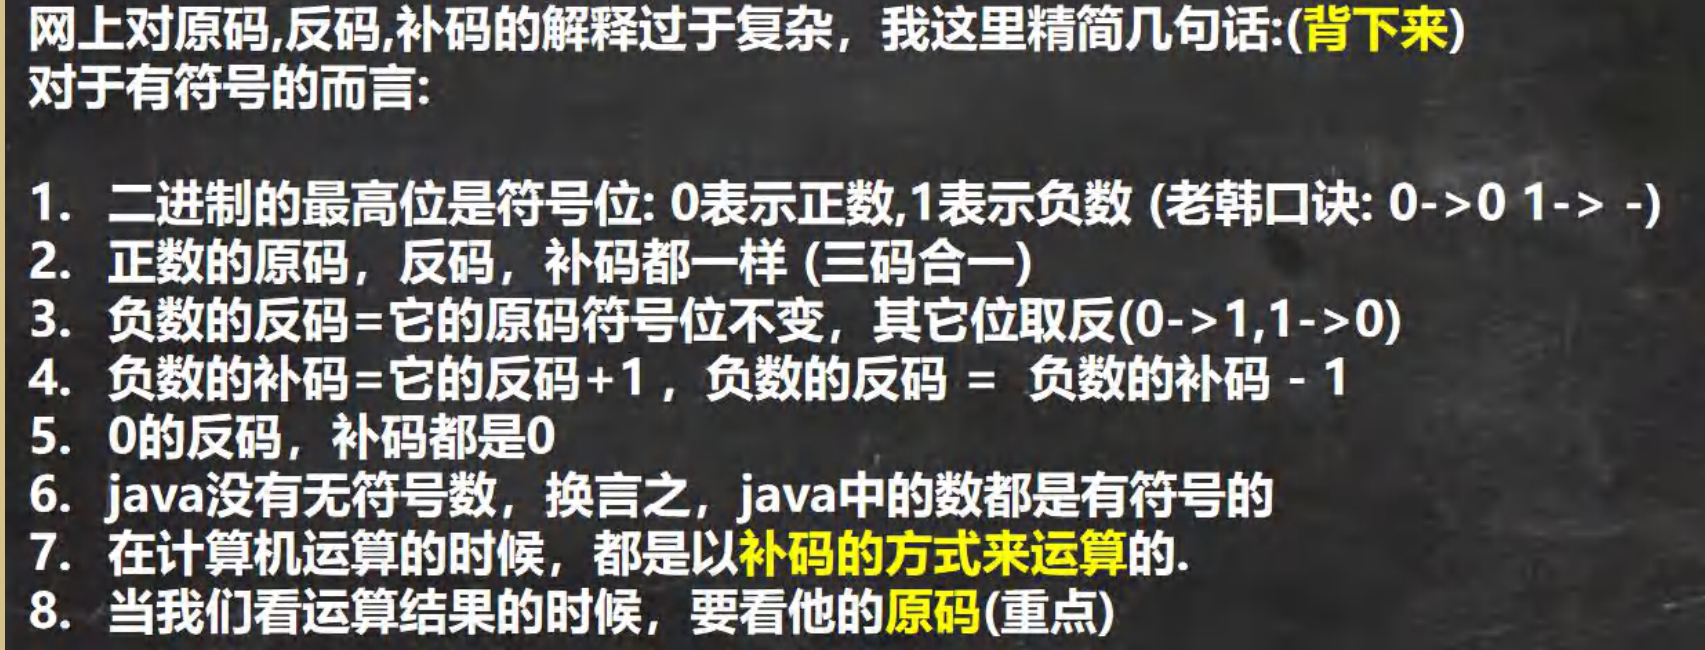 网上对原码,反码,补码的解释过于复杂，我这里精简几句话:(背下来)
对于有符号的而言:
1. 二进制的最高位是符号位: 0表示正数,1表示负数 (老韩口诀: 0->0 1-> -)
2. 正数的原码，反码，补码都一样 (三码合一)
3. 负数的反码=它的原码符号位不变，其它位取反(0->1,1->0)
4. 负数的补码=它的反码+1 ，负数的反码 = 负数的补码 - 1
5. 0的反码，补码都是0
6. java没有无符号数，换言之，java中的数都是有符号的
7. 在计算机运算的时候，都是以补码的方式来运算的.
8. 当我们看运算结果的时候，要看他的原码(重点)